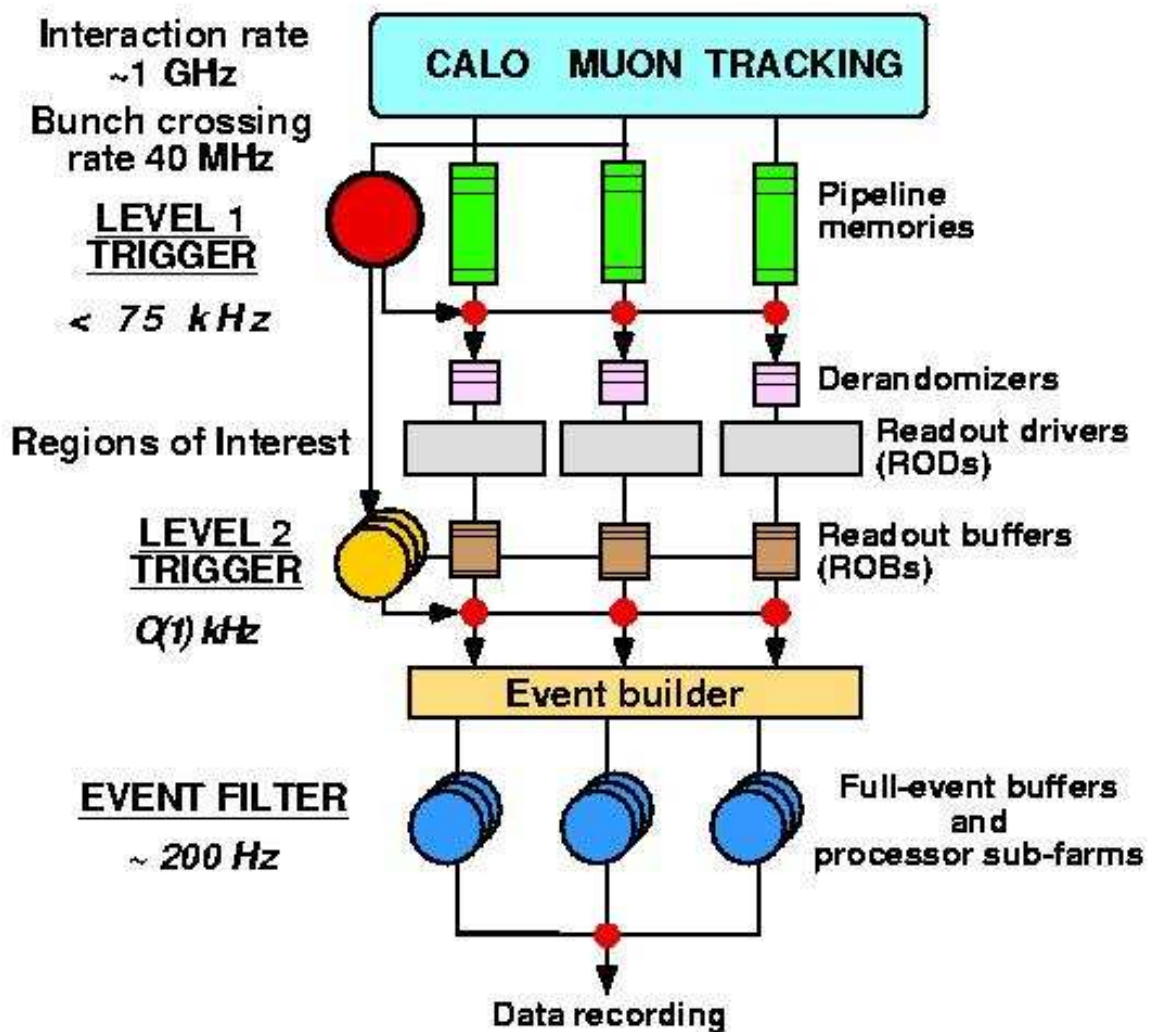 Interaction rate
~1 GHz
Bunch crossing
rate 40 MHz
CALO MUON TRACKING
LEVEL 1
TRIGGER
< 75 kHz
Pipeline
memories
Derandomizers
Regions of Interest
Readout drivers
(RODs)
LEVEL 2
TRIGGER
O(1) kHz
Readout buffers
(ROBs)
Event builder
EVENT FILTER
~ 200 Hz
Full-event buffers
and
processor sub-farms
Data recording